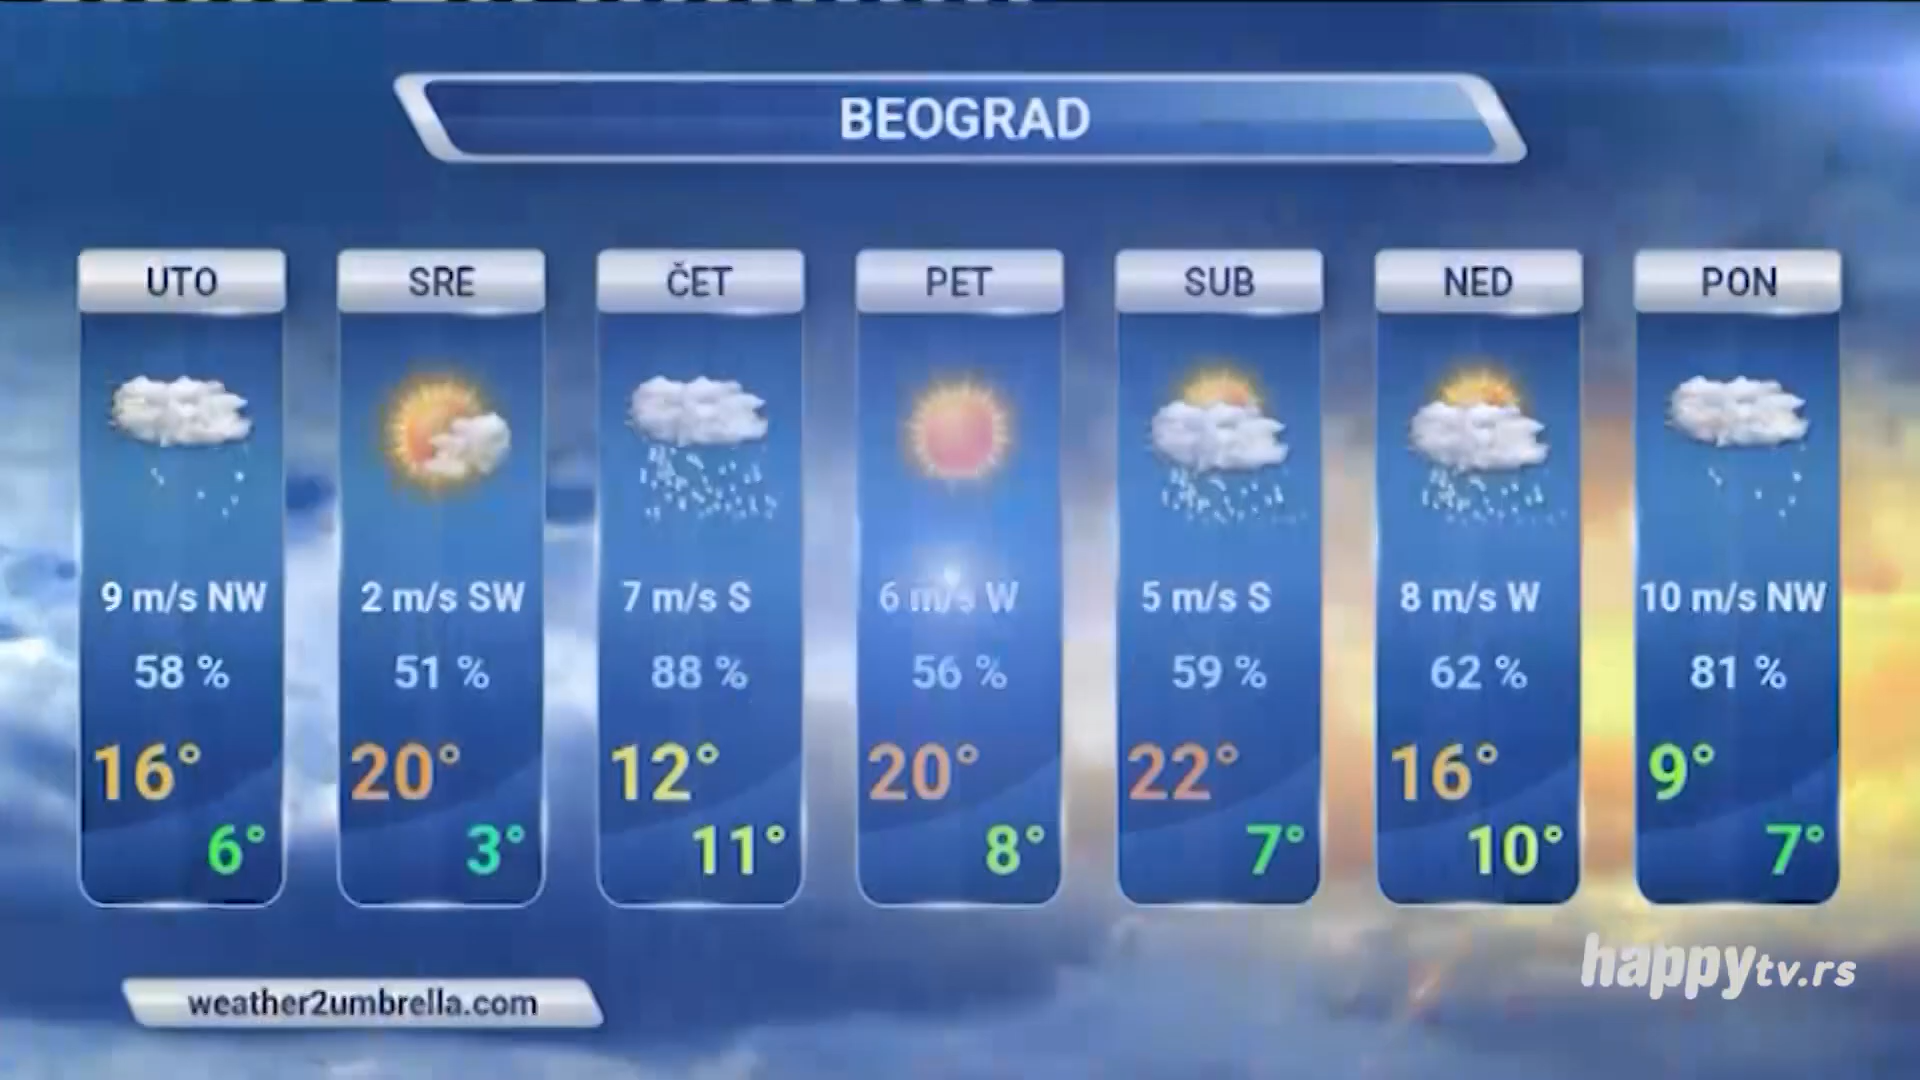 BEOGRAD
UTO
SRE
ČET
PET
SUB
NED
PON
9 m/s NW
2 m/s SW
7 m/s S
6 m/s W
5 m/s S
8 m/s W
10 m/s NW
58 %
51 %
88 %
56 %
59 %
62 %
81 %
16°
20°
12°
20°
22°
16°
9°
6°
3°
11°
8°
7°
10°
7°
happytv.rs
weather2umbrella.com